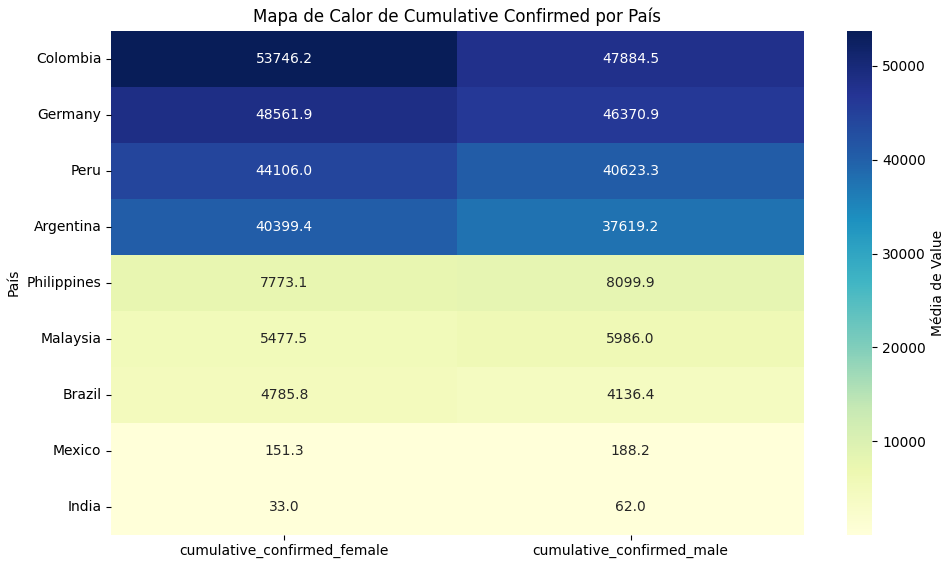 Mapa de Calor de Cumulative Confirmed por País
País
Colombia 53746.2 47884.5
Germany 48561.9 46370.9
Peru 44106.0 40623.3
Argentina 40399.4 37619.2
Philippines 7773.1 8099.9
Malaysia 5477.5 5986.0
Brazil 4785.8 4136.4
Mexico 151.3 188.2
India 33.0 62.0
cumulative_confirmed_female cumulative_confirmed_male
50000
40000
30000
20000
10000
Média de Value